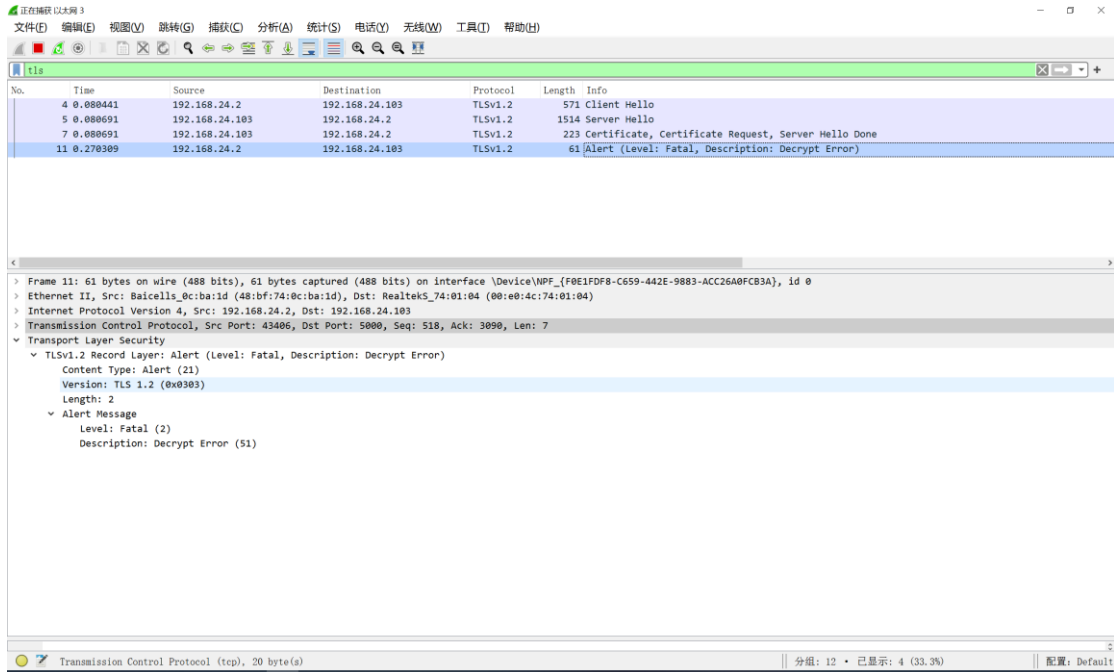 正在捕获 以太网 3
文件(F) 编辑(E) 视图(V) 跳转(G) 捕获(C) 分析(A) 统计(S) 电话(Y) 无线(W) 工具(T) 帮助(H)
tls
No. Time Source Destination Protocol Length Info
4 0.080441 192.168.24.2 192.168.24.103 TLSv1.2 571 Client Hello
5 0.080691 192.168.24.103 192.168.24.2 TLSv1.2 1514 Server Hello
7 0.080691 192.168.24.103 192.168.24.2 TLSv1.2 223 Certificate, Certificate Request, Server Hello Done
11 0.270309 192.168.24.2 192.168.24.103 TLSv1.2 61 Alert (Level: Fatal, Description: Decrypt Error)
Frame 11: 61 bytes on wire (488 bits), 61 bytes captured (488 bits) on interface \Device\NPF_{F0E1FDF8-C659-442E-9883-ACC26A0FCB3A}, id 0
Ethernet II, Src: Baicells_0c:ba:1d (48:bf:74:0c:ba:1d), Dst: RealtekS_74:01:04 (00:e0:4c:74:01:04)
Internet Protocol Version 4, Src: 192.168.24.2, Dst: 192.168.24.103
Transmission Control Protocol, Src Port: 43406, Dst Port: 5000, Seq: 518, Ack: 3090, Len: 7
Transport Layer Security
TLSv1.2 Record Layer: Alert (Level: Fatal, Description: Decrypt Error)
Content Type: Alert (21)
Version: TLS 1.2 (0x0303)
Length: 2
Alert Message
Level: Fatal (2)
Description: Decrypt Error (51)
Transmission Control Protocol (tcp), 20 byte(s) 分组: 12 • 已显示: 4 (33.3%) 配置: Default